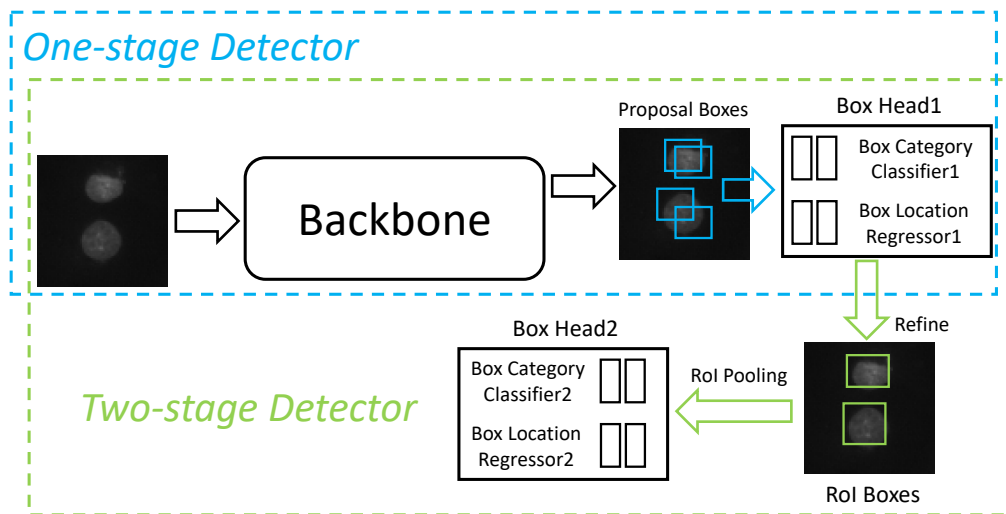 One-stage Detector
Proposal Boxes
Box Head1
Box Category
Classifier1
Backbone
Box Location
Regressor1
Refine
Box Head2
Box Category
Classifier2
RoI Pooling
Two-stage Detector
Box Location
Regressor2
RoI Boxes